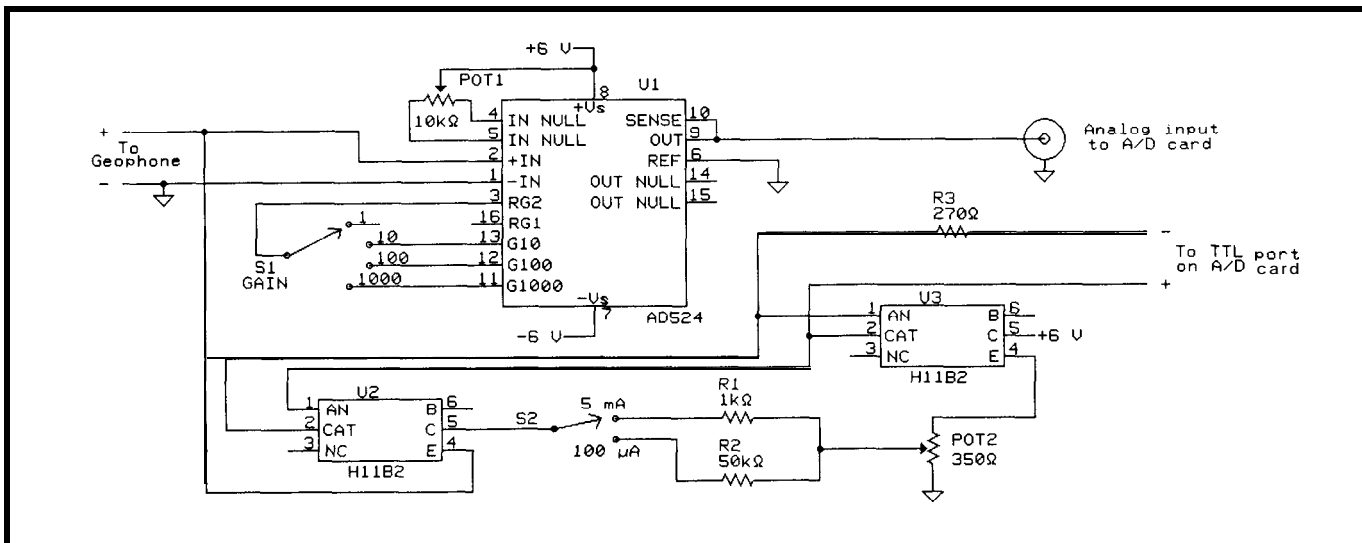 +6 V
POT1
10kΩ
U1
8
+Vs
4 IN NULL
5 IN NULL
2 +IN
1 -IN
3 RG2
16 RG1
13 G10
12 G100
11 G1000
SENSE 10
OUT 9
REF 6
OUT NULL 14
OUT NULL 15
-Vs
7
AD524
-6 V
+
To
Geophone
-
1
10
100
1000
S1
GAIN
Analog input
to A/D card
R3
270Ω
-
To TTL port
on A/D card
+
U3
1 AN
2 CAT
3 NC
B 6
C 5
E 4
+6 V
H11B2
U2
1 AN
2 CAT
3 NC
B 6
C 5
E 4
H11B2
S2
5 mA
100 µA
R1
1kΩ
R2
50kΩ
POT2
350Ω